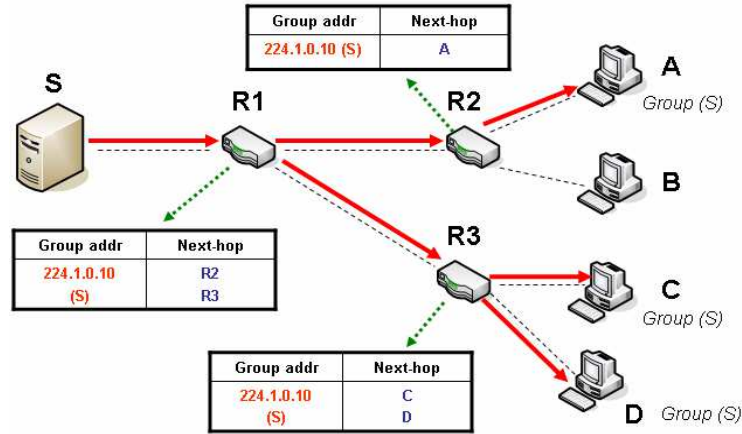 Group addr Next-hop
224.1.0.10 (S) A
S
R1
R2
A
Group (S)
B
Group addr Next-hop
224.1.0.10 R2
(S) R3
R3
C
Group (S)
Group addr Next-hop
224.1.0.10 C
(S) D
D Group (S)